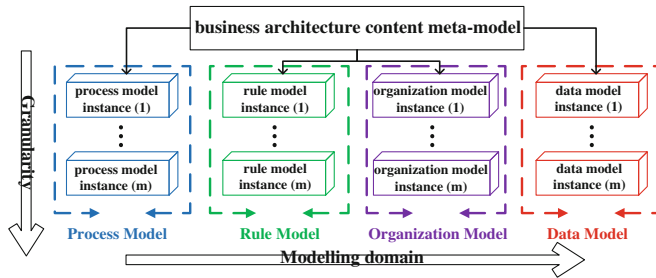 business architecture content meta-model
Granularity
process model
instance (1)
process model
instance (m)
Process Model
rule model
instance (1)
rule model
instance (m)
Rule Model
organization model
instance (1)
organization model
instance (m)
Organization Model
data model
instance (1)
data model
instance (m)
Data Model
Modelling domain